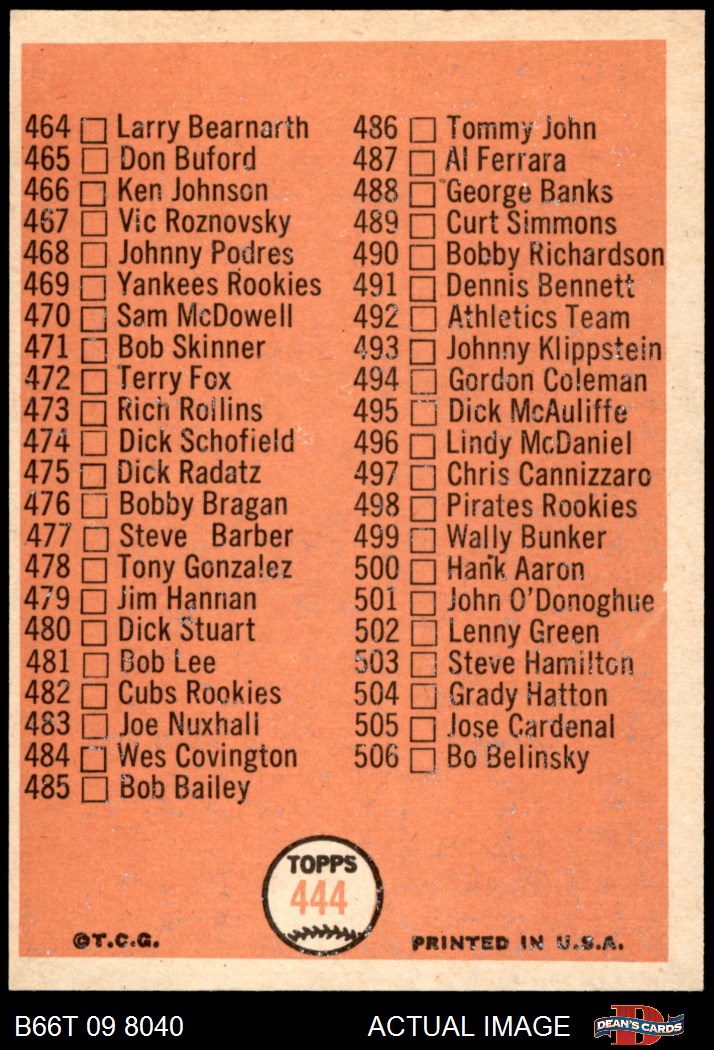 464 Larry Bearnarth
465 Don Buford
466 Ken Johnson
467 Vic Roznovsky
468 Johnny Podres
469 Yankees Rookies
470 Sam McDowell
471 Bob Skinner
472 Terry Fox
473 Rich Rollins
474 Dick Schofield
475 Dick Radatz
476 Bobby Bragan
477 Steve Barber
478 Tony Gonzalez
479 Jim Hannan
480 Dick Stuart
481 Bob Lee
482 Cubs Rookies
483 Joe Nuxhall
484 Wes Covington
485 Bob Bailey
486 Tommy John
487 Al Ferrara
488 George Banks
489 Curt Simmons
490 Bobby Richardson
491 Dennis Bennett
492 Athletics Team
493 Johnny Klippstein
494 Gordon Coleman
495 Dick McAuliffe
496 Lindy McDaniel
497 Chris Cannizzaro
498 Pirates Rookies
499 Wally Bunker
500 Hank Aaron
501 John O'Donoghue
502 Lenny Green
503 Steve Hamilton
504 Grady Hatton
505 Jose Cardenal
506 Bo Belinsky
TOPPS
444
©T.C.G.
PRINTED IN U.S.A.
B66T 09 8040
ACTUAL IMAGE
D
DEAN'S CARDS